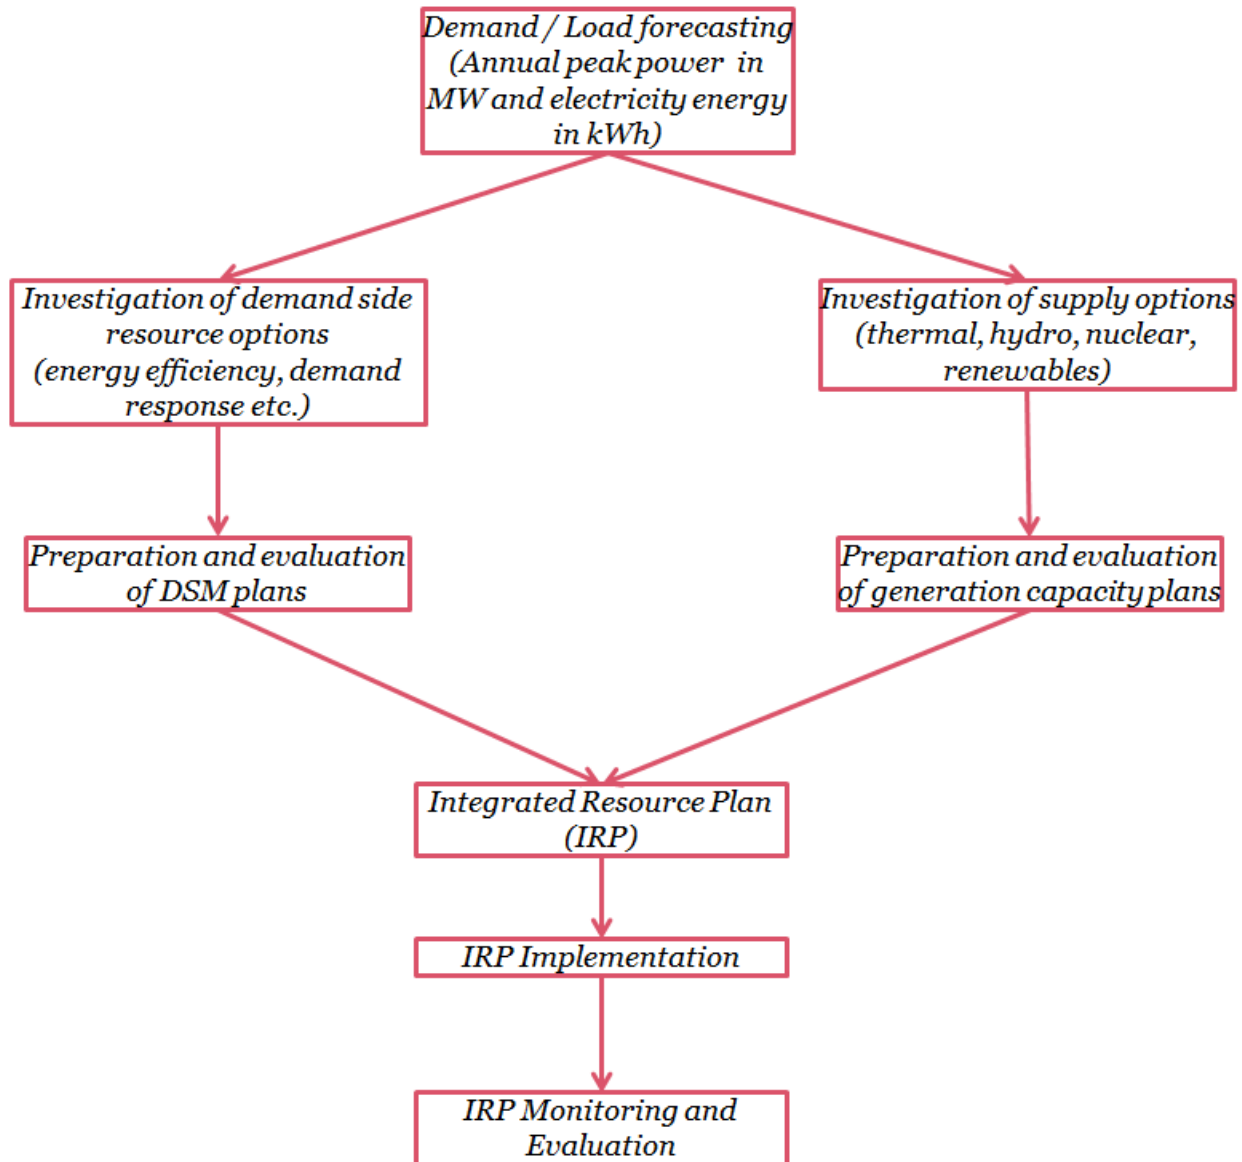 Demand / Load forecasting
(Annual peak power in
MW and electricity energy
in kWh)
Investigation of demand side
resource options
(energy efficiency, demand
response etc.)
Investigation of supply options
(thermal, hydro, nuclear,
renewables)
Preparation and evaluation
of DSM plans
Preparation and evaluation
of generation capacity plans
Integrated Resource Plan
(IRP)
IRP Implementation
IRP Monitoring and
Evaluation